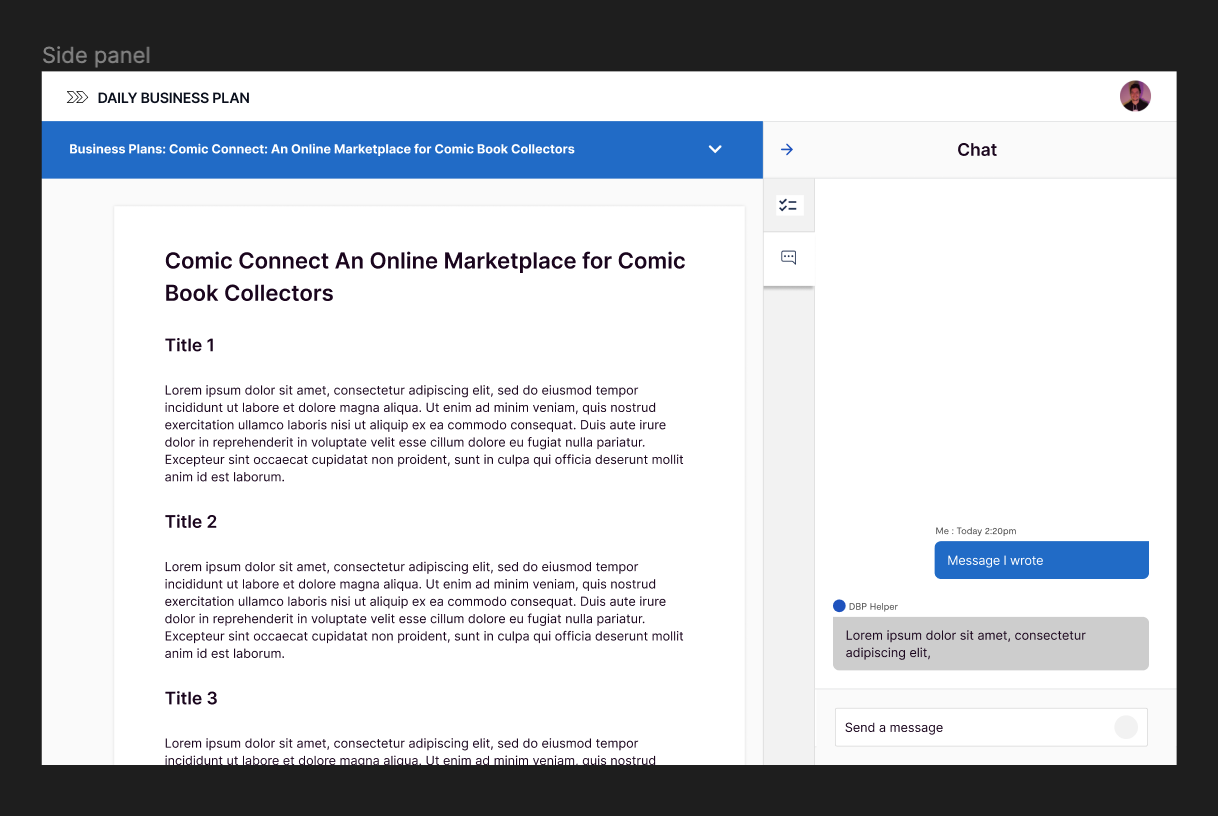 Side panel
DAILY BUSINESS PLAN
Business Plans: Comic Connect: An Online Marketplace for Comic Book Collectors
Comic Connect An Online Marketplace for Comic
Book Collectors
Title 1
Lorem ipsum dolor sit amet, consectetur adipiscing elit, sed do eiusmod tempor
incididunt ut labore et dolore magna aliqua. Ut enim ad minim veniam, quis nostrud
exercitation ullamco laboris nisi ut aliquip ex ea commodo consequat. Duis aute irure
dolor in reprehenderit in voluptate velit esse cillum dolore eu fugiat nulla pariatur.
Excepteur sint occaecat cupidatat non proident, sunt in culpa qui officia deserunt mollit
anim id est laborum.
Title 2
Lorem ipsum dolor sit amet, consectetur adipiscing elit, sed do eiusmod tempor
incididunt ut labore et dolore magna aliqua. Ut enim ad minim veniam, quis nostrud
exercitation ullamco laboris nisi ut aliquip ex ea commodo consequat. Duis aute irure
dolor in reprehenderit in voluptate velit esse cillum dolore eu fugiat nulla pariatur.
Excepteur sint occaecat cupidatat non proident, sunt in culpa qui officia deserunt mollit
anim id est laborum.
Title 3
Lorem ipsum dolor sit amet, consectetur adipiscing elit, sed do eiusmod tempor
incididunt ut labore et dolore magna aliqua. Ut enim ad minim veniam, quis nostrud
Chat
Me : Today 2:20pm
Message I wrote
DBP Helper
Lorem ipsum dolor sit amet, consectetur
adipiscing elit,
Send a message